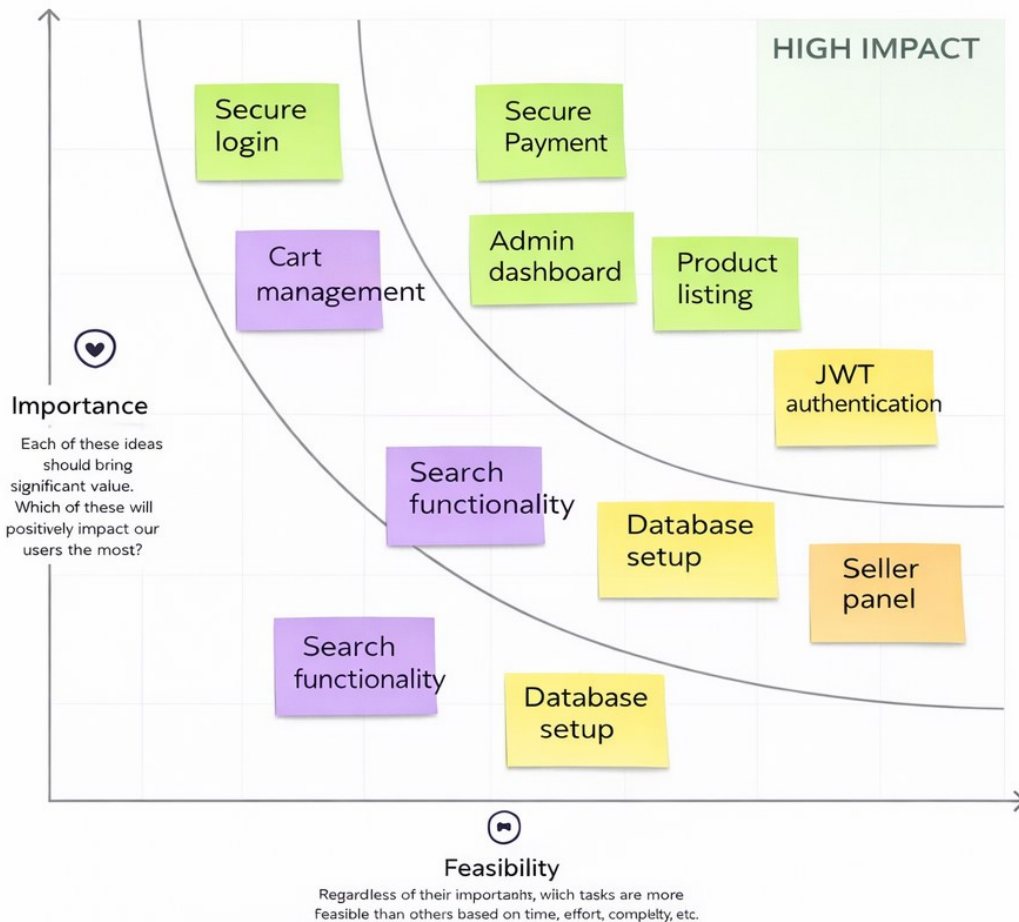 HIGH IMPACT
Secure
login
Secure
Payment
Cart
management
Admin
dashboard
Product
listing
JWT
authentication
Importance
Each of these ideas
should bring
significant value.
Which of these will
positively impact our
users the most?
Search
functionality
Database
setup
Seller
panel
Search
functionality
Database
setup
Feasibility
Regardless of their importants, wiich tasks are more
Feasible than others based on time, effort, complelty, etc.